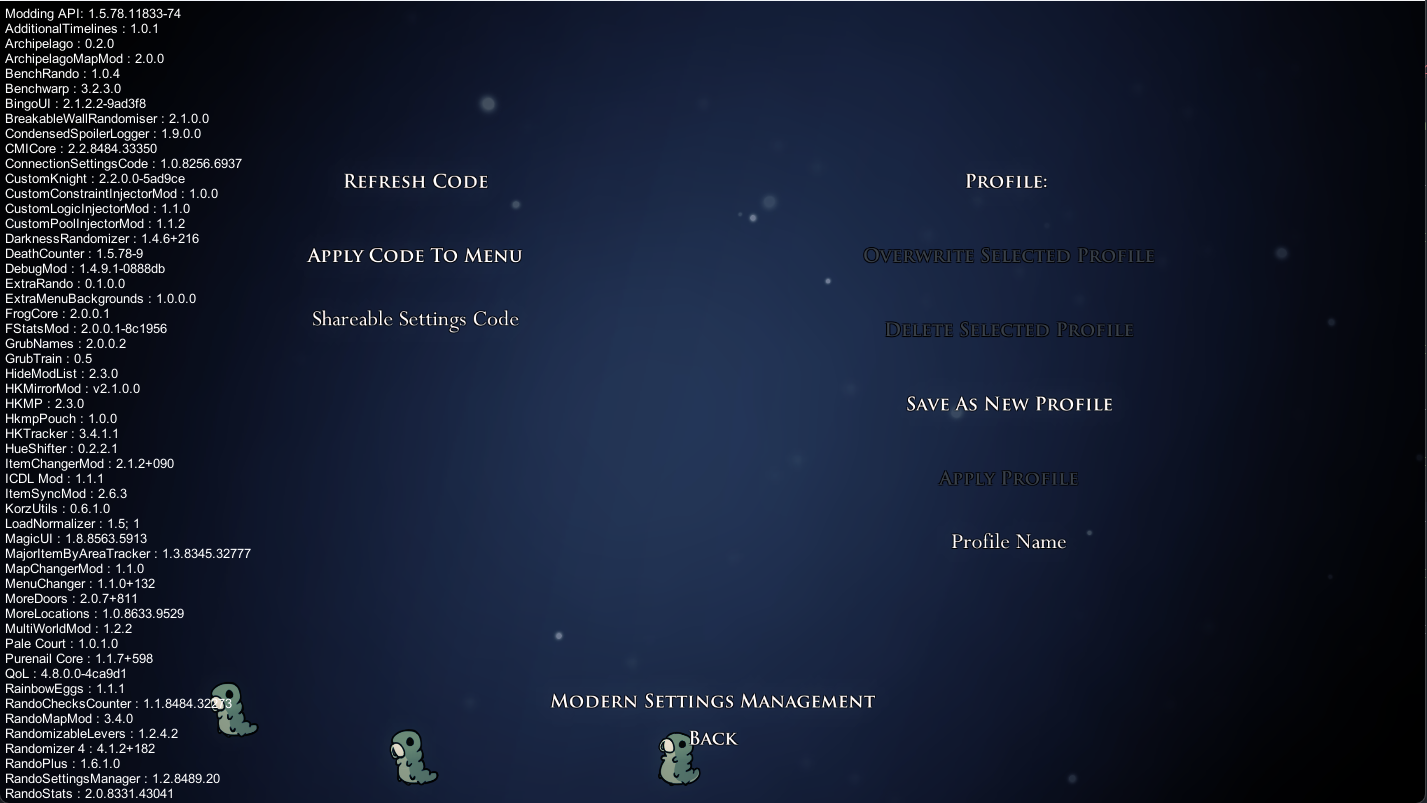 Modding API: 1.5.78.11833-74
AdditionalTimelines : 1.0.1
Archipelago : 0.2.0
ArchipelagoMapMod : 2.0.0
BenchRando : 1.0.4
Benchwarp : 3.2.3.0
BingoUI : 2.1.2.2-9ad3f8
BreakableWallRandomiser : 2.1.0.0
CondensedSpoilerLogger : 1.9.0.0
CMICore : 2.2.8484.33350
ConnectionSettingsCode : 1.0.8256.6937
CustomKnight : 2.2.0.0-5ad9ce
CustomConstraintInjectorMod : 1.0.0
CustomLogicInjectorMod : 1.1.0
CustomPoolInjectorMod : 1.1.2
DarknessRandomizer : 1.4.6+216
DeathCounter : 1.5.78-9
DebugMod : 1.4.9.1-0888db
ExtraRando : 0.1.0.0
ExtraMenuBackgrounds : 1.0.0.0
FrogCore : 2.0.0.1
FStatsMod : 2.0.0.1-8c1956
GrubNames : 2.0.0.2
GrubTrain : 0.5
HideModList : 2.3.0
HKMirrorMod : v2.1.0.0
HKMP : 2.3.0
HkmpPouch : 1.0.0
HKTracker : 3.4.1.1
HueShifter : 0.2.2.1
ItemChangerMod : 2.1.2+090
ICDL Mod : 1.1.1
ItemSyncMod : 2.6.3
KorzUtils : 0.6.1.0
LoadNormalizer : 1.5; 1
MagicUI : 1.8.8563.5913
MajorItemByAreaTracker : 1.3.8345.32777
MapChangerMod : 1.1.0
MenuChanger : 1.1.0+132
MoreDoors : 2.0.7+811
MoreLocations : 1.0.8633.9529
MultiWorldMod : 1.2.2
Pale Court : 1.0.1.0
Purenail Core : 1.1.7+598
QoL : 4.8.0.0-4ca9d1
RainbowEggs : 1.1.1
RandoChecksCounter : 1.1.8484.32273
RandoMapMod : 3.4.0
RandomizableLevers : 1.2.4.2
Randomizer 4 : 4.1.2+182
RandoPlus : 1.6.1.0
RandoSettingsManager : 1.2.8489.20
RandoStats : 2.0.8331.43041
Refresh Code
Apply Code To Menu
Shareable Settings Code
Profile:
Overwrite Selected Profile
Delete Selected Profile
Save As New Profile
Apply Profile
Profile Name
Modern Settings Management
Back